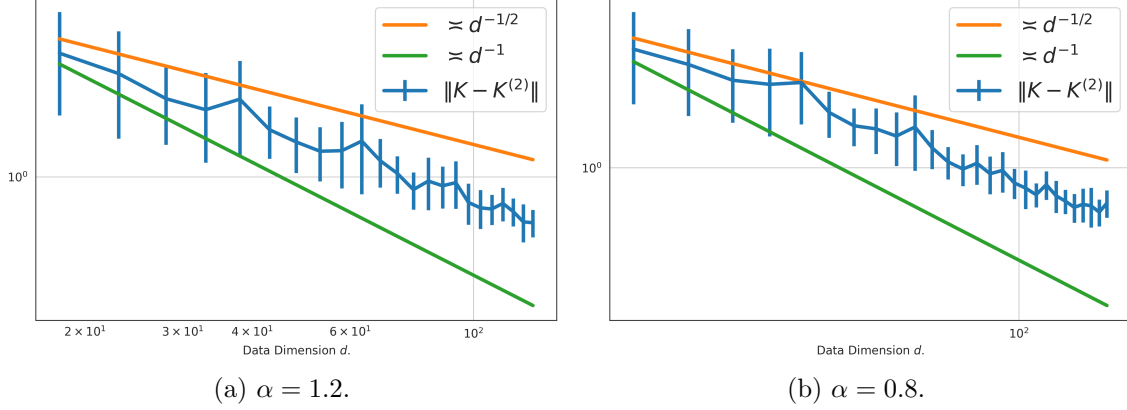 ≍ d^{-1/2}
≍ d^{-1}
‖K − K^{(2)}‖
10^0
2 × 10^1
3 × 10^1
4 × 10^1
6 × 10^1
10^2
Data Dimension d.
(a) α = 1.2.
≍ d^{-1/2}
≍ d^{-1}
‖K − K^{(2)}‖
10^0
10^2
Data Dimension d.
(b) α = 0.8.